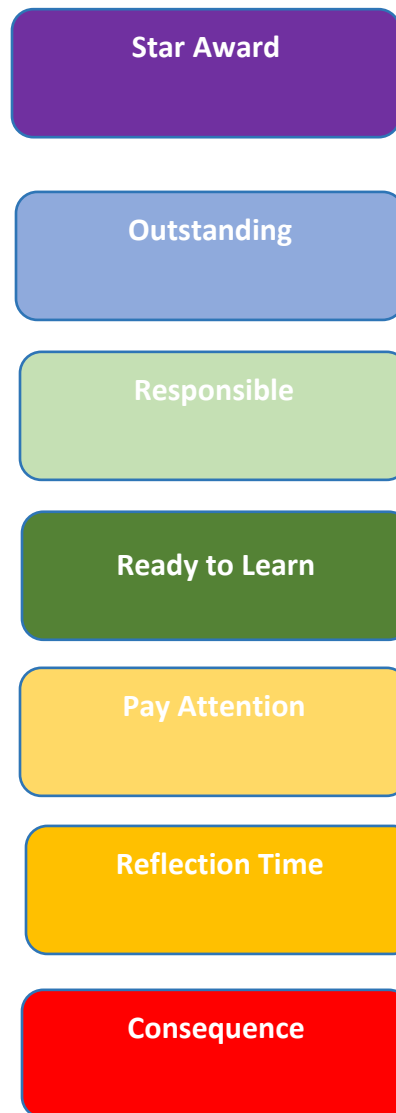 Star Award
Outstanding
Responsible
Ready to Learn
Pay Attention
Reflection Time
Consequence